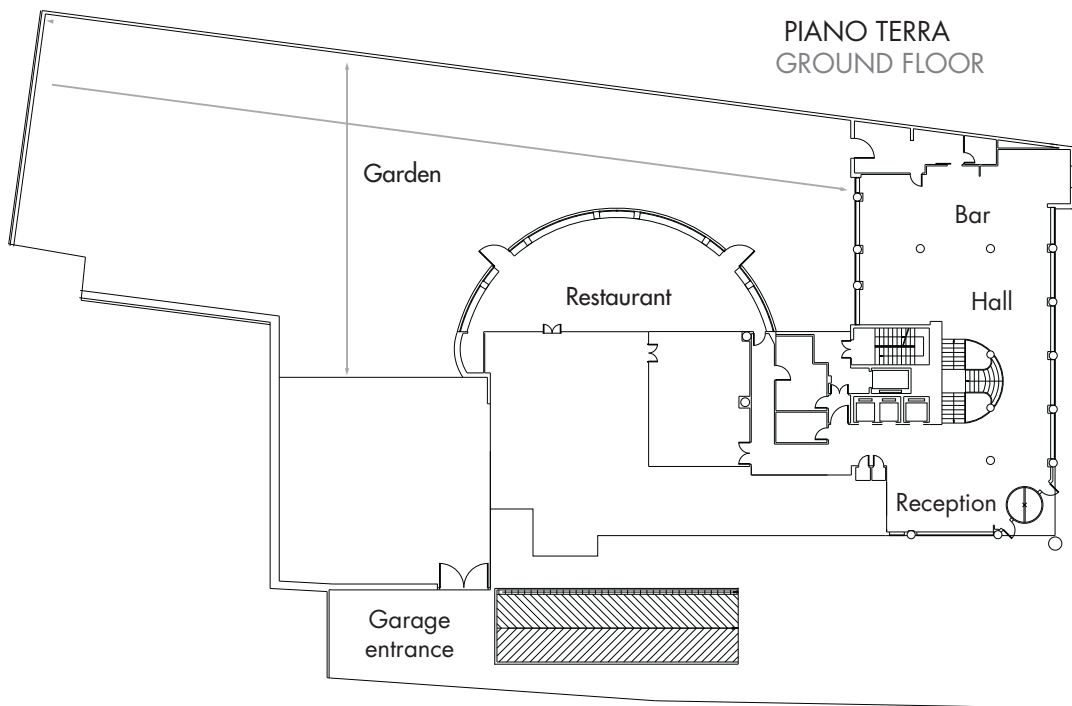 PIANO TERRA
GROUND FLOOR
Garden
Bar
Restaurant
Hall
Reception
Garage
entrance